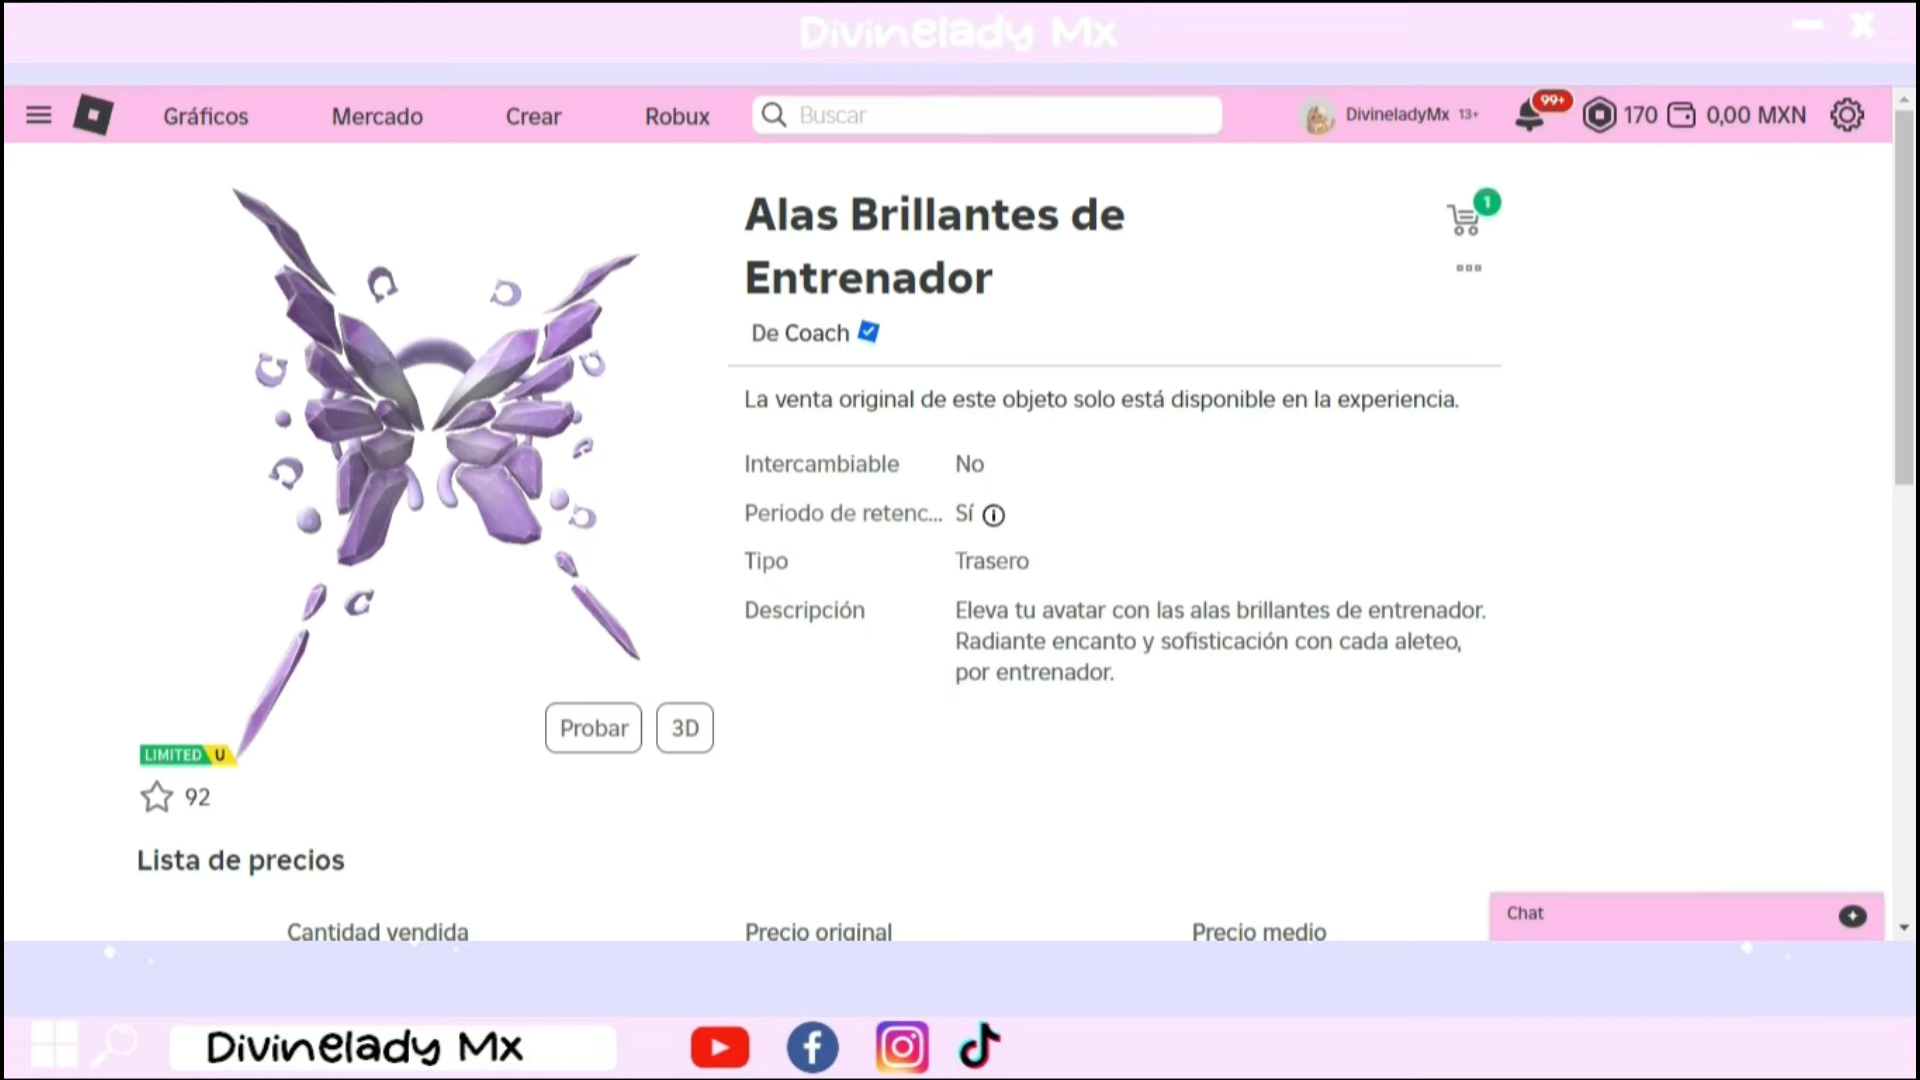 Divinelady Mx
Gráficos
Mercado
Crear
Robux
Buscar
DivineladyMx 13+
99+
170
0,00 MXN
Alas Brillantes de
Entrenador
1
De Coach
La venta original de este objeto solo está disponible en la experiencia.
Intercambiable No
Periodo de retenc... Sí
Tipo Trasero
Descripción Eleva tu avatar con las alas brillantes de entrenador.
Radiante encanto y sofisticación con cada aleteo,
por entrenador.
Probar
3D
LIMITED U
92
Lista de precios
Cantidad vendida
Precio original
Precio medio
Chat
Divinelady Mx